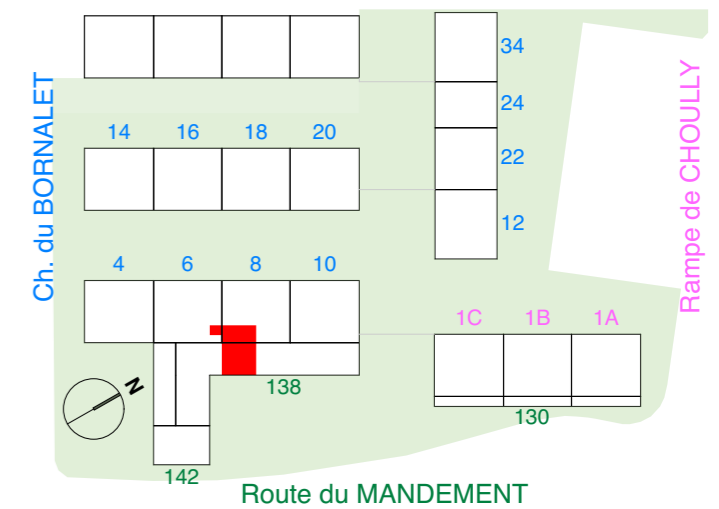 34
24
14 16 18 20
22
12
Ch. du BORNALET
Rampe de CHOULLY
4 6 8 10
1C 1B 1A
N
138
130
142
Route du MANDEMENT